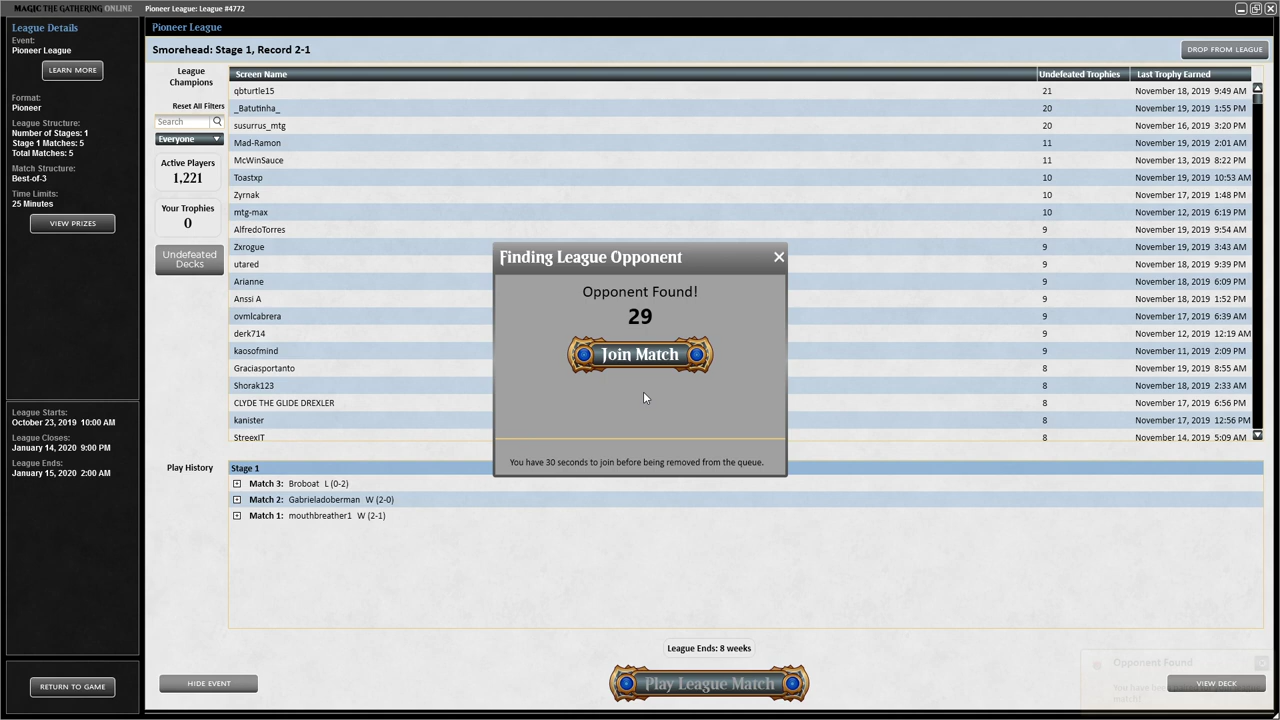 MAGIC THE GATHERING ONLINE
Pioneer League: League #4772
League Details
Event:
Pioneer League
LEARN MORE
Format:
Pioneer
League Structure:
Number of Stages: 1
Stage 1 Matches: 5
Total Matches: 5
Match Structure:
Best-of-3
Time Limits:
25 Minutes
VIEW PRIZES
League Starts:
October 23, 2019 10:00 AM
League Closes:
January 14, 2020 9:00 PM
League Ends:
January 15, 2020 2:00 AM
RETURN TO GAME
Pioneer League
Smorehead: Stage 1, Record 2-1
DROP FROM LEAGUE
League
Champions
Reset All Filters
Search
Everyone
Active Players
1,221
Your Trophies
0
Undefeated
Decks
Screen Name Undefeated Trophies Last Trophy Earned
qbturtle15 21 November 18, 2019 9:49 AM
_Batutinha_ 20 November 19, 2019 1:55 PM
susurrus_mtg 20 November 16, 2019 3:20 PM
Mad-Ramon 11 November 19, 2019 2:01 AM
McWinSauce 11 November 13, 2019 8:22 PM
Toastxp 10 November 19, 2019 10:53 AM
Zyrnak 10 November 17, 2019 1:48 PM
mtg-max 10 November 12, 2019 6:19 PM
AlfredoTorres 9 November 19, 2019 9:54 AM
Zxrogue 9 November 19, 2019 3:43 AM
utared 9 November 18, 2019 9:39 PM
Arianne 9 November 18, 2019 6:09 PM
Anssi A 9 November 18, 2019 1:52 PM
ovmlcabrera 9 November 17, 2019 6:39 AM
derk714 9 November 12, 2019 12:19 AM
kaosofmind 9 November 11, 2019 2:09 PM
Graciasportanto 8 November 19, 2019 8:55 AM
Shorak123 8 November 18, 2019 2:33 AM
CLYDE THE GLIDE DREXLER 8 November 17, 2019 6:56 PM
kanister 8 November 17, 2019 12:56 PM
StreexIT 8 November 14, 2019 5:09 AM
Finding League Opponent
Opponent Found!
29
Join Match
You have 30 seconds to join before being removed from the queue.
Play History
Stage 1
Match 3: Broboat L (0-2)
Match 2: Gabrieladoberman W (2-0)
Match 1: mouthbreather1 W (2-1)
League Ends: 8 weeks
HIDE EVENT
Play League Match
Opponent Found
VIEW DECK
You have
match!